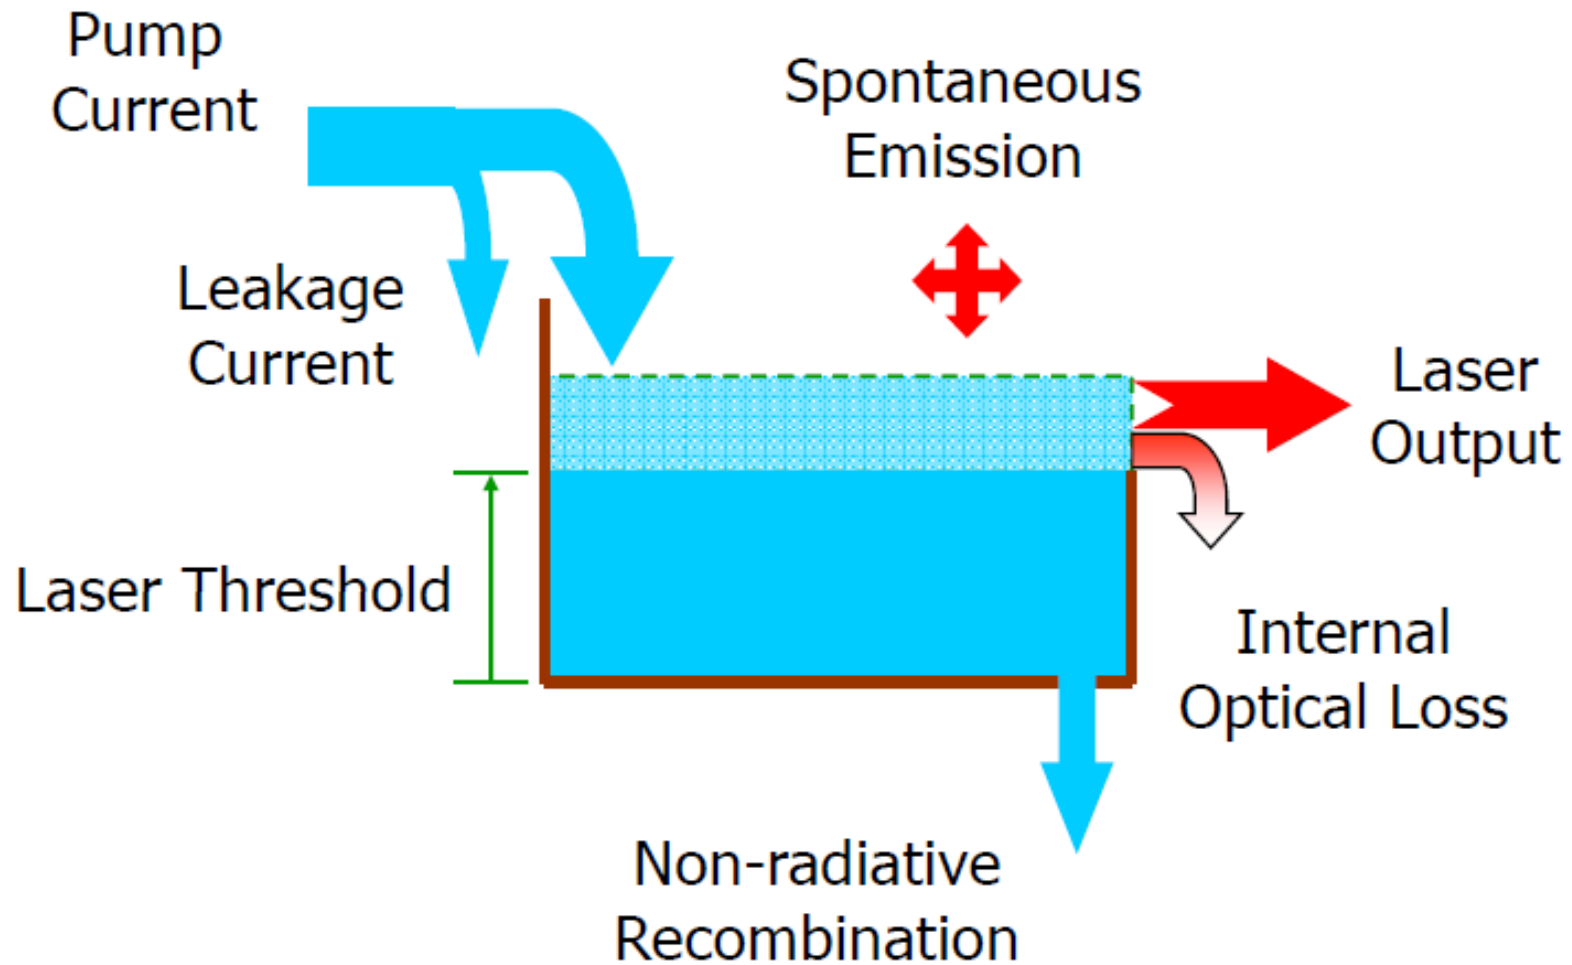 Pump
Current
Spontaneous
Emission
Leakage
Current
Laser
Output
Laser Threshold
Internal
Optical Loss
Non-radiative
Recombination